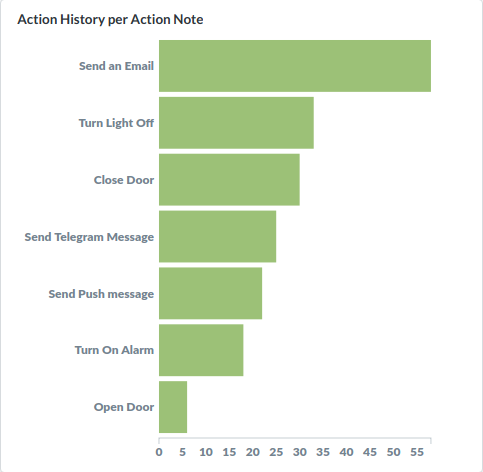 Action History per Action Note
Send an Email
Turn Light Off
Close Door
Send Telegram Message
Send Push message
Turn On Alarm
Open Door
0 5 10 15 20 25 30 35 40 45 50 55